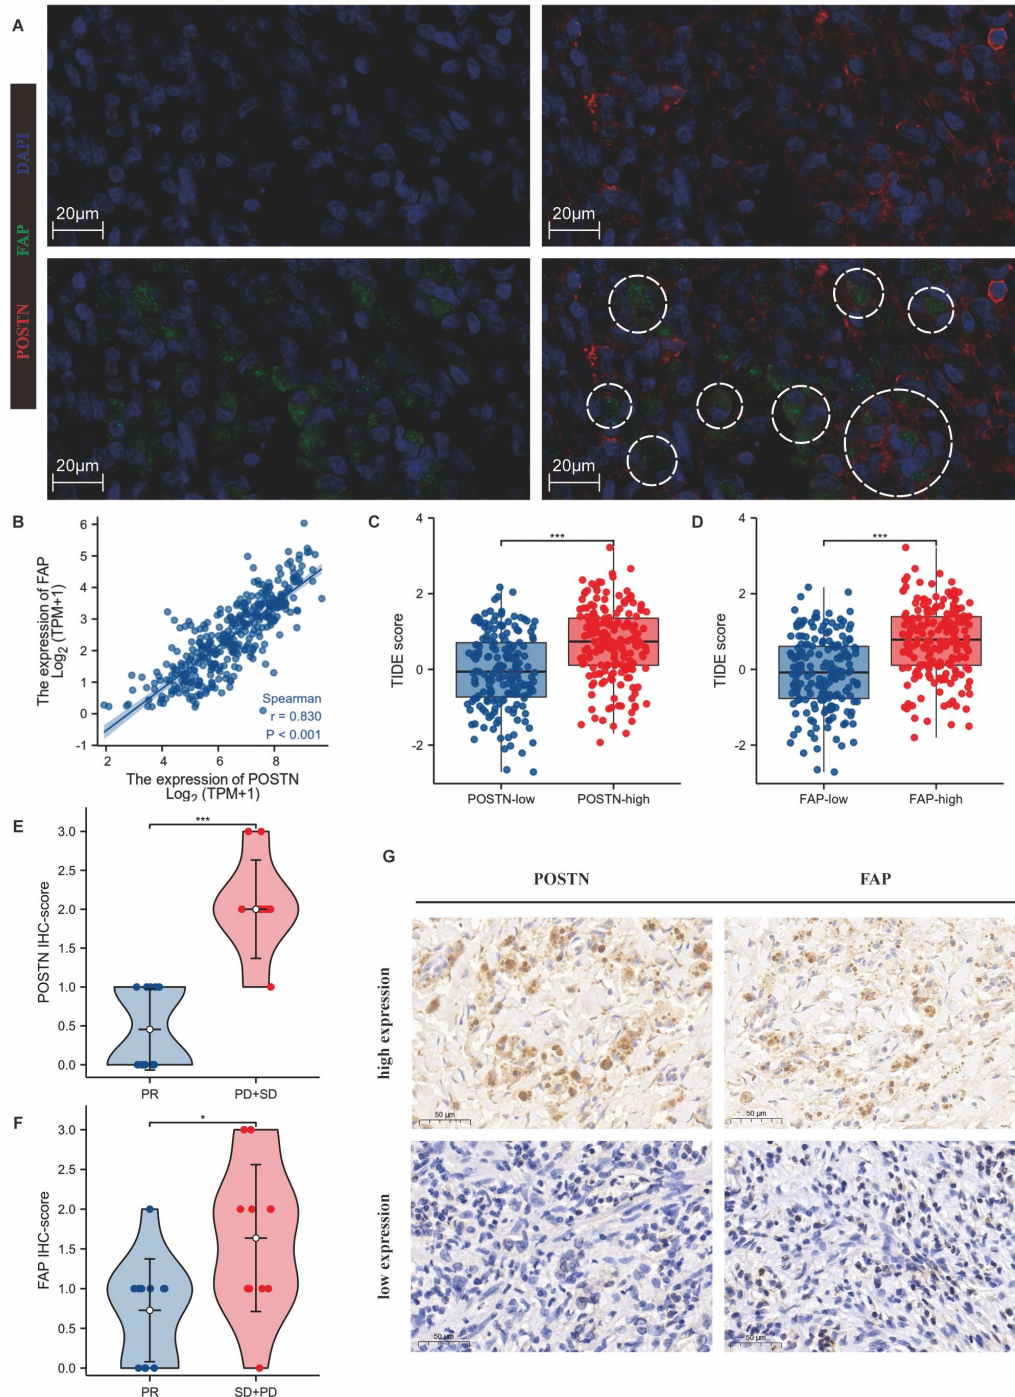 A
DAPI
FAP
POSTN
20μm
20μm
20μm
20μm
B
The expression of FAP
Log2 (TPM+1)
6
5
4
3
2
1
0
-1
Spearman
r = 0.830
P < 0.001
2
4
6
8
The expression of POSTN
Log2 (TPM+1)
C
TIDE score
4
2
0
-2
***
POSTN-low
POSTN-high
D
TIDE score
4
2
0
-2
***
FAP-low
FAP-high
E
POSTN IHC-score
3.0
2.5
2.0
1.5
1.0
0.5
0.0
***
PR
PD+SD
F
FAP IHC-score
3.0
2.5
2.0
1.5
1.0
0.5
0.0
*
PR
SD+PD
G
POSTN
FAP
high expression
low expression
50 μm
50 μm
50 μm
50 μm